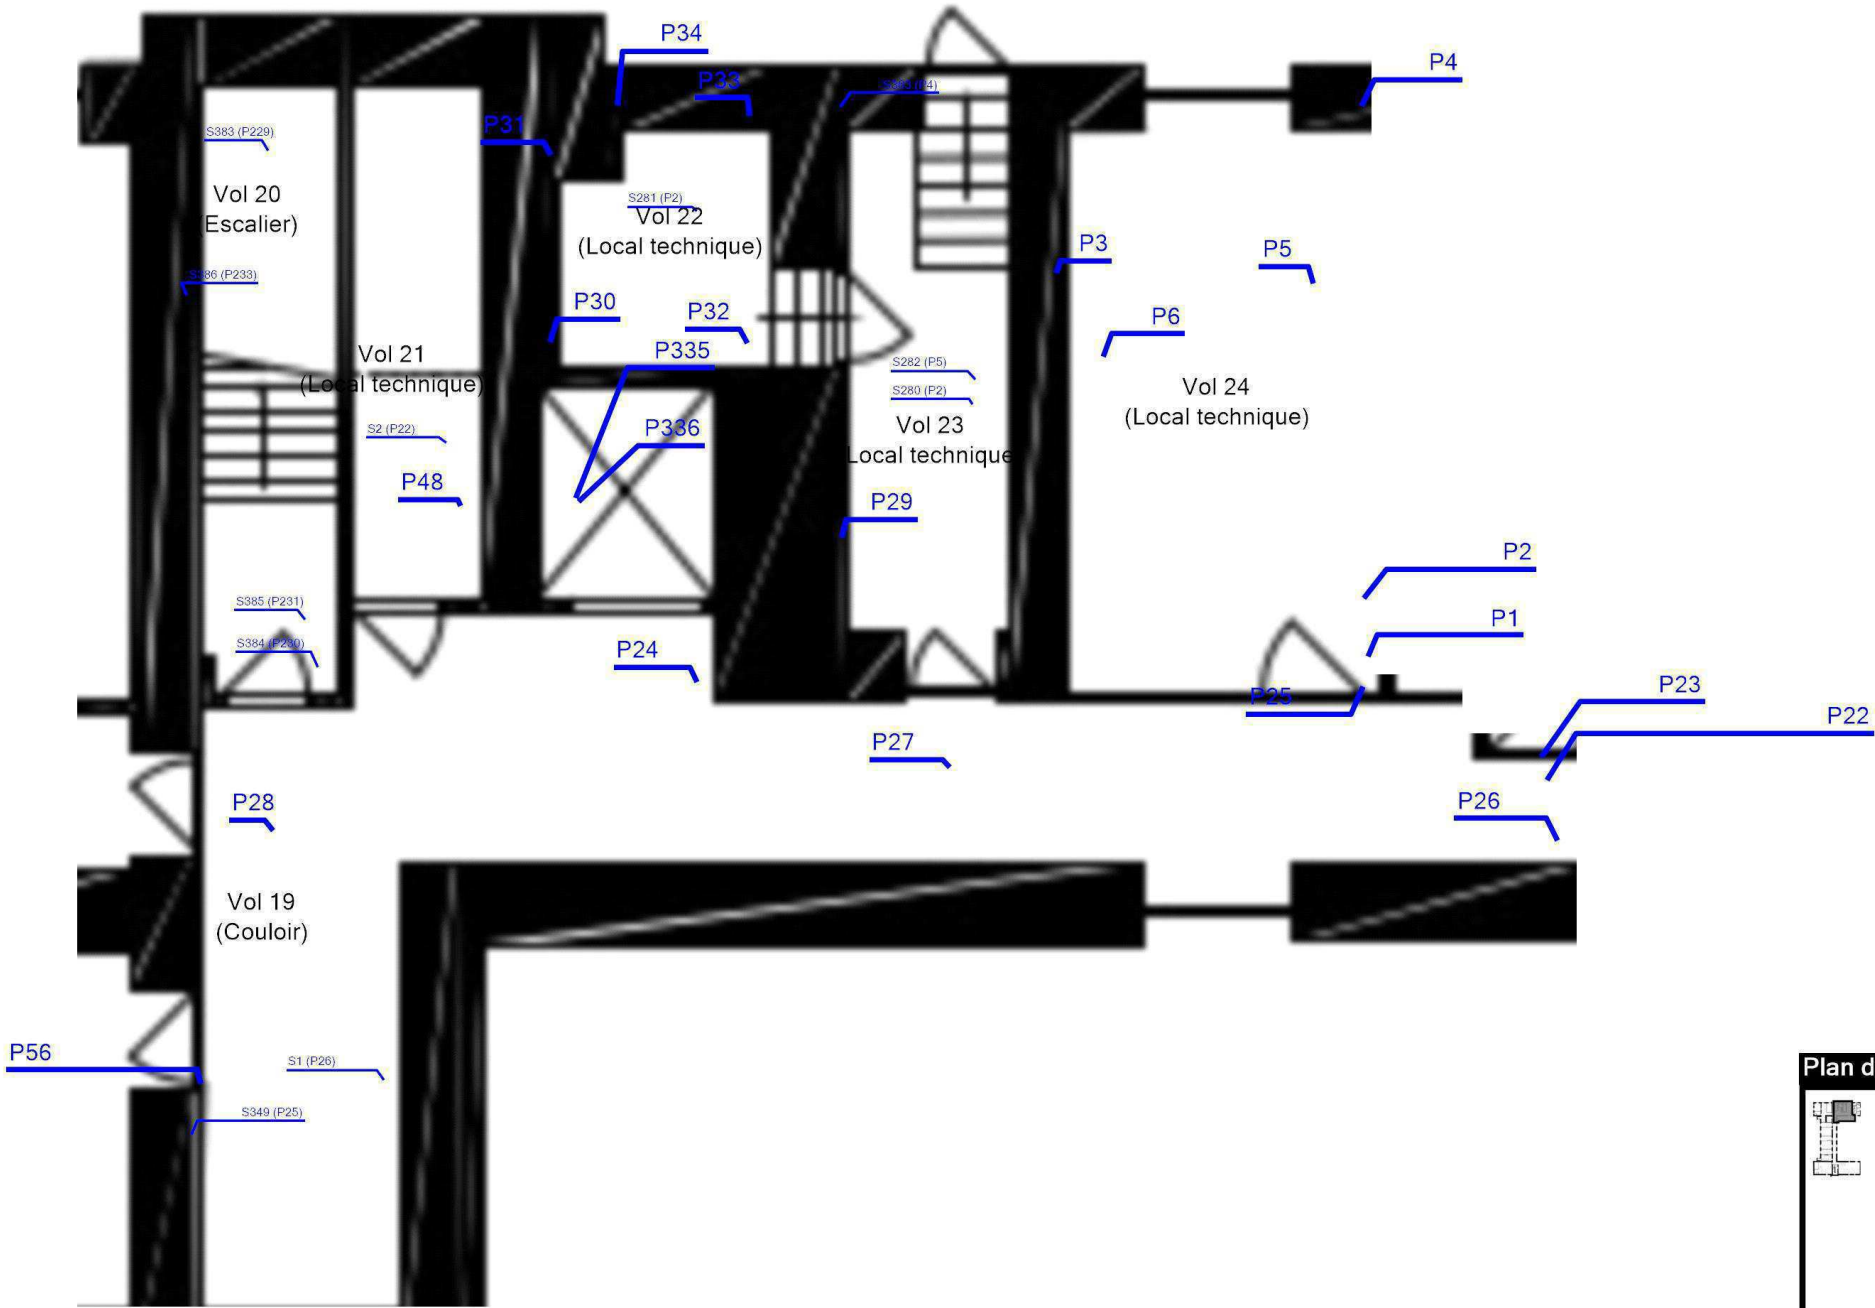 P34
P4
P33
P31
S383 (P229)
Vol 20
(Escalier)
S281 (P2)
Vol 22
(Local technique)
P3
P5
S386 (P233)
P30
P32
P6
P335
Vol 21
(Local technique)
S282 (P5)
S280 (P2)
Vol 24
(Local technique)
S2 (P22)
P336
Vol 23
Local technique
P48
P29
P2
S385 (P231)
P1
S384 (P230)
P24
P25
P23
P22
P27
P28
P26
Vol 19
(Couloir)
P56
S1 (P26)
S349 (P25)
Plan d